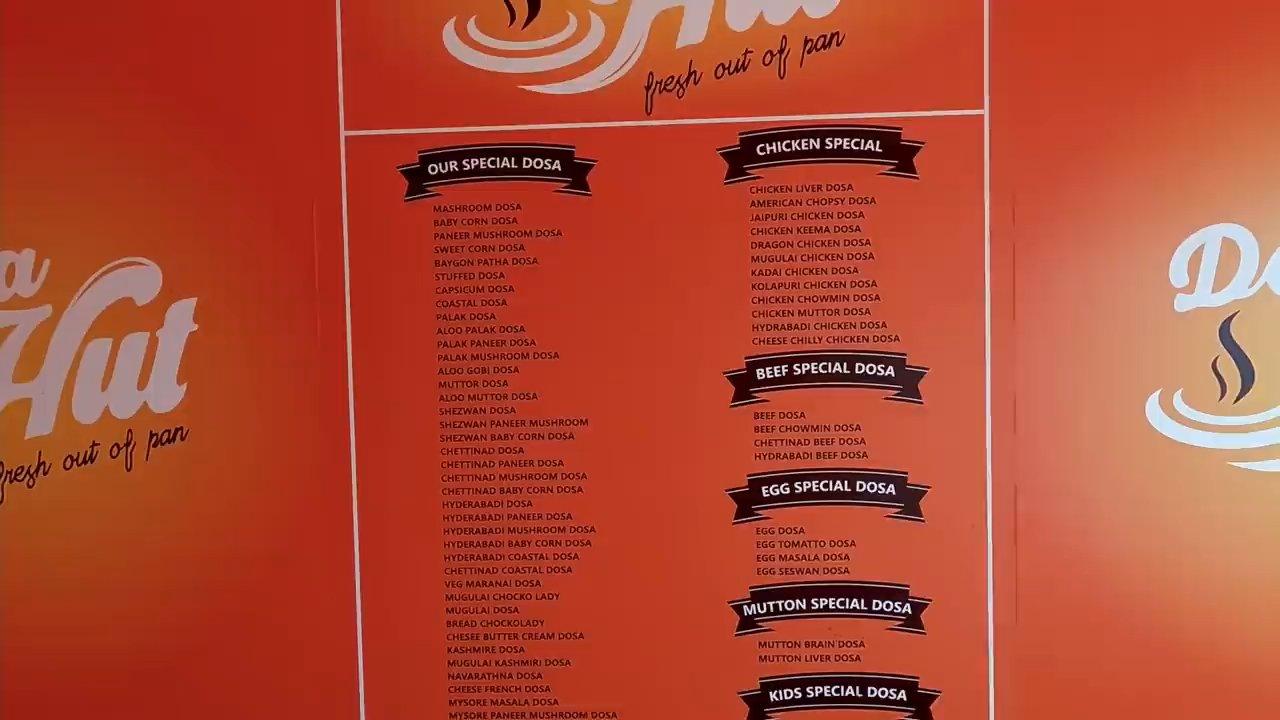 Hut
fresh out of pan
OUR SPECIAL DOSA
MASHROOM DOSA
BABY CORN DOSA
PANEER MUSHROOM DOSA
SWEET CORN DOSA
BAYGON PATHA DOSA
STUFFED DOSA
CAPSICUM DOSA
COASTAL DOSA
PALAK DOSA
ALOO PALAK DOSA
PALAK PANEER DOSA
PALAK MUSHROOM DOSA
ALOO GOBI DOSA
MUTTOR DOSA
ALOO MUTTOR DOSA
SHEZWAN DOSA
SHEZWAN PANEER MUSHROOM
SHEZWAN BABY CORN DOSA
CHETTINAD DOSA
CHETTINAD PANEER DOSA
CHETTINAD MUSHROOM DOSA
CHETTINAD BABY CORN DOSA
HYDERABADI DOSA
HYDERABADI PANEER DOSA
HYDERABADI MUSHROOM DOSA
HYDERABADI BABY CORN DOSA
HYDERABADI COASTAL DOSA
CHETTINAD COASTAL DOSA
VEG MARANAI DOSA
MUGULAI CHOCKO LADY
MUGULAI DOSA
BREAD CHOCKOLADY
CHESEE BUTTER CREAM DOSA
KASHMIRE DOSA
MUGULAI KASHMIRI DOSA
NAVARATHNA DOSA
CHEESE FRENCH DOSA
MYSORE MASALA DOSA
MYSORE PANEER MUSHROOM DOSA
CHICKEN SPECIAL
CHICKEN LIVER DOSA
AMERICAN CHOPSY DOSA
JAIPURI CHICKEN DOSA
CHICKEN KEEMA DOSA
DRAGON CHICKEN DOSA
MUGULAI CHICKEN DOSA
KADAI CHICKEN DOSA
KOLAPURI CHICKEN DOSA
CHICKEN CHOWMIN DOSA
CHICKEN MUTTOR DOSA
HYDRABADI CHICKEN DOSA
CHEESE CHILLY CHICKEN DOSA
BEEF SPECIAL DOSA
BEEF DOSA
BEEF CHOWMIN DOSA
CHETTINAD BEEF DOSA
HYDRABADI BEEF DOSA
EGG SPECIAL DOSA
EGG DOSA
EGG TOMATTO DOSA
EGG MASALA DOSA
EGG SESWAN DOSA
MUTTON SPECIAL DOSA
MUTTON BRAIN DOSA
MUTTON LIVER DOSA
KIDS SPECIAL DOSA
a
Hut
fresh out of pan
Do